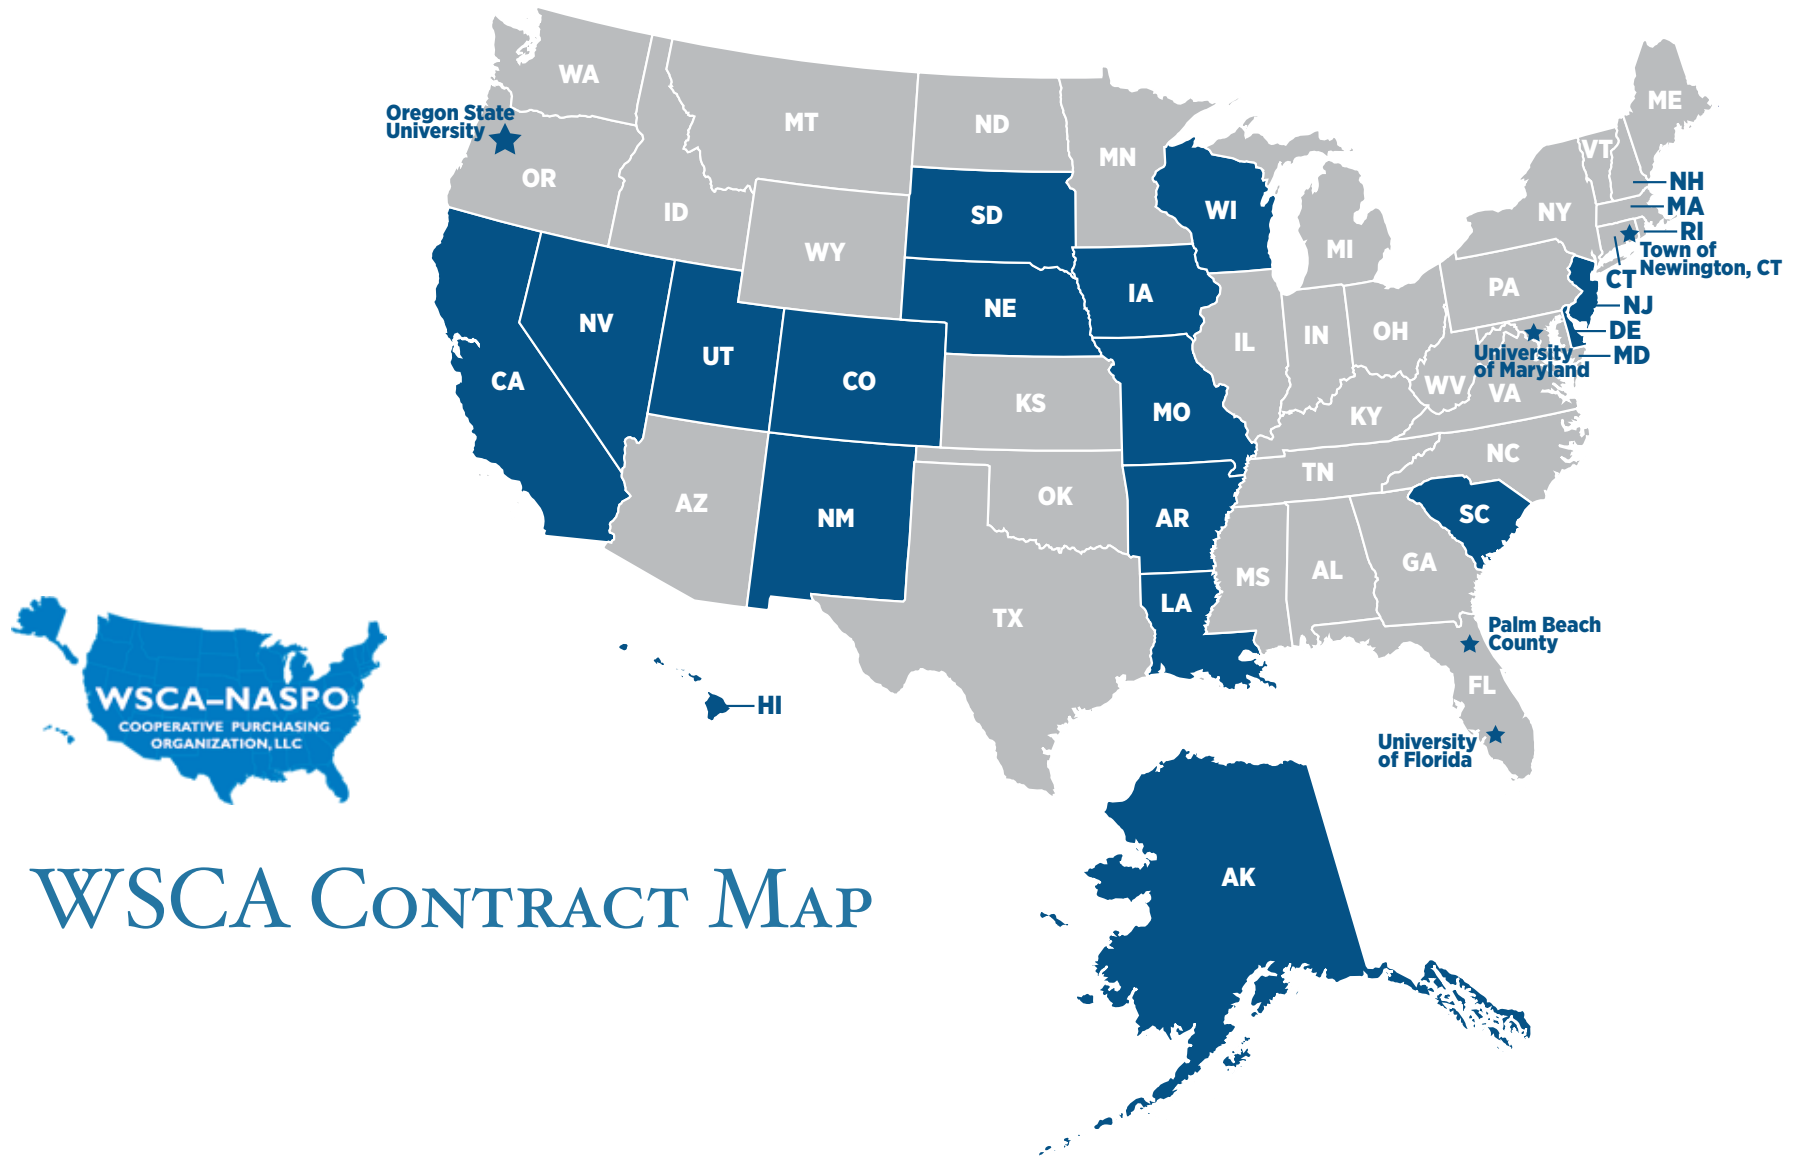 WA
Oregon State
University
OR
MT
ND
MN
ID
WY
SD
WI
MI
ME
VT
NH
NY
MA
RI
Town of
Newington, CT
CT
PA
NJ
DE
MD
University
of Maryland
CA
NV
UT
CO
NE
IA
IL
IN
OH
WV
VA
KS
MO
KY
NC
TN
AZ
NM
OK
AR
SC
TX
LA
MS
AL
GA
Palm Beach
County
FL
University
of Florida
HI
AK
WSCA–NASPO
COOPERATIVE PURCHASING
ORGANIZATION, LLC
WSCA Contract Map